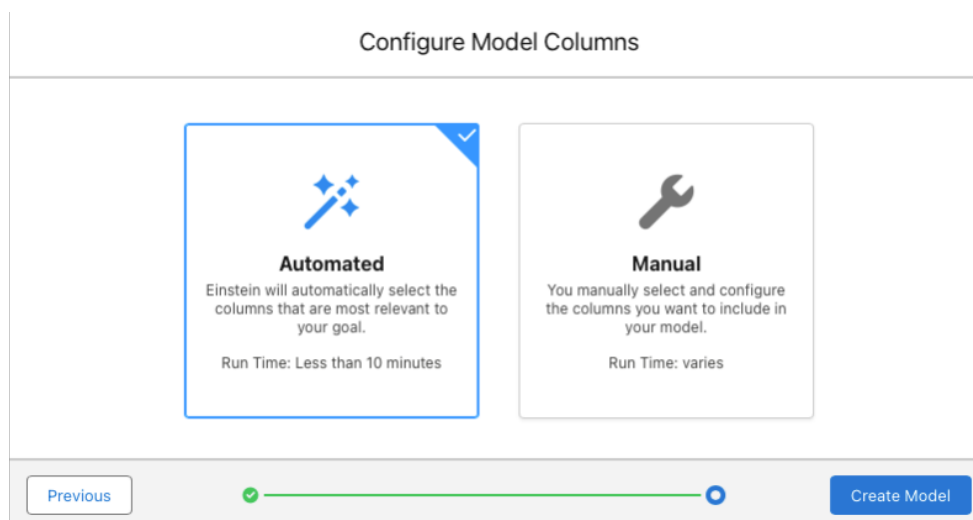 Configure Model Columns
Automated
Einstein will automatically select the
columns that are most relevant to
your goal.
Run Time: Less than 10 minutes
Manual
You manually select and configure
the columns you want to include in
your model.
Run Time: varies
Previous
Create Model